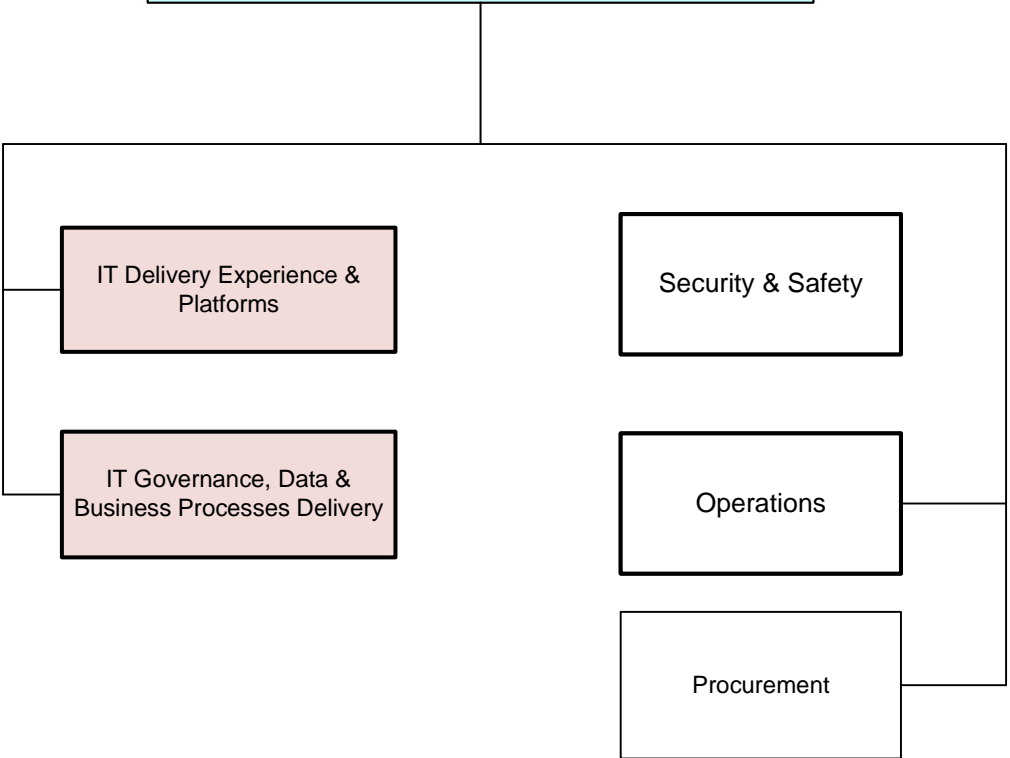 IT Delivery Experience &
Platforms
IT Governance, Data &
Business Processes Delivery
Security & Safety
Operations
Procurement